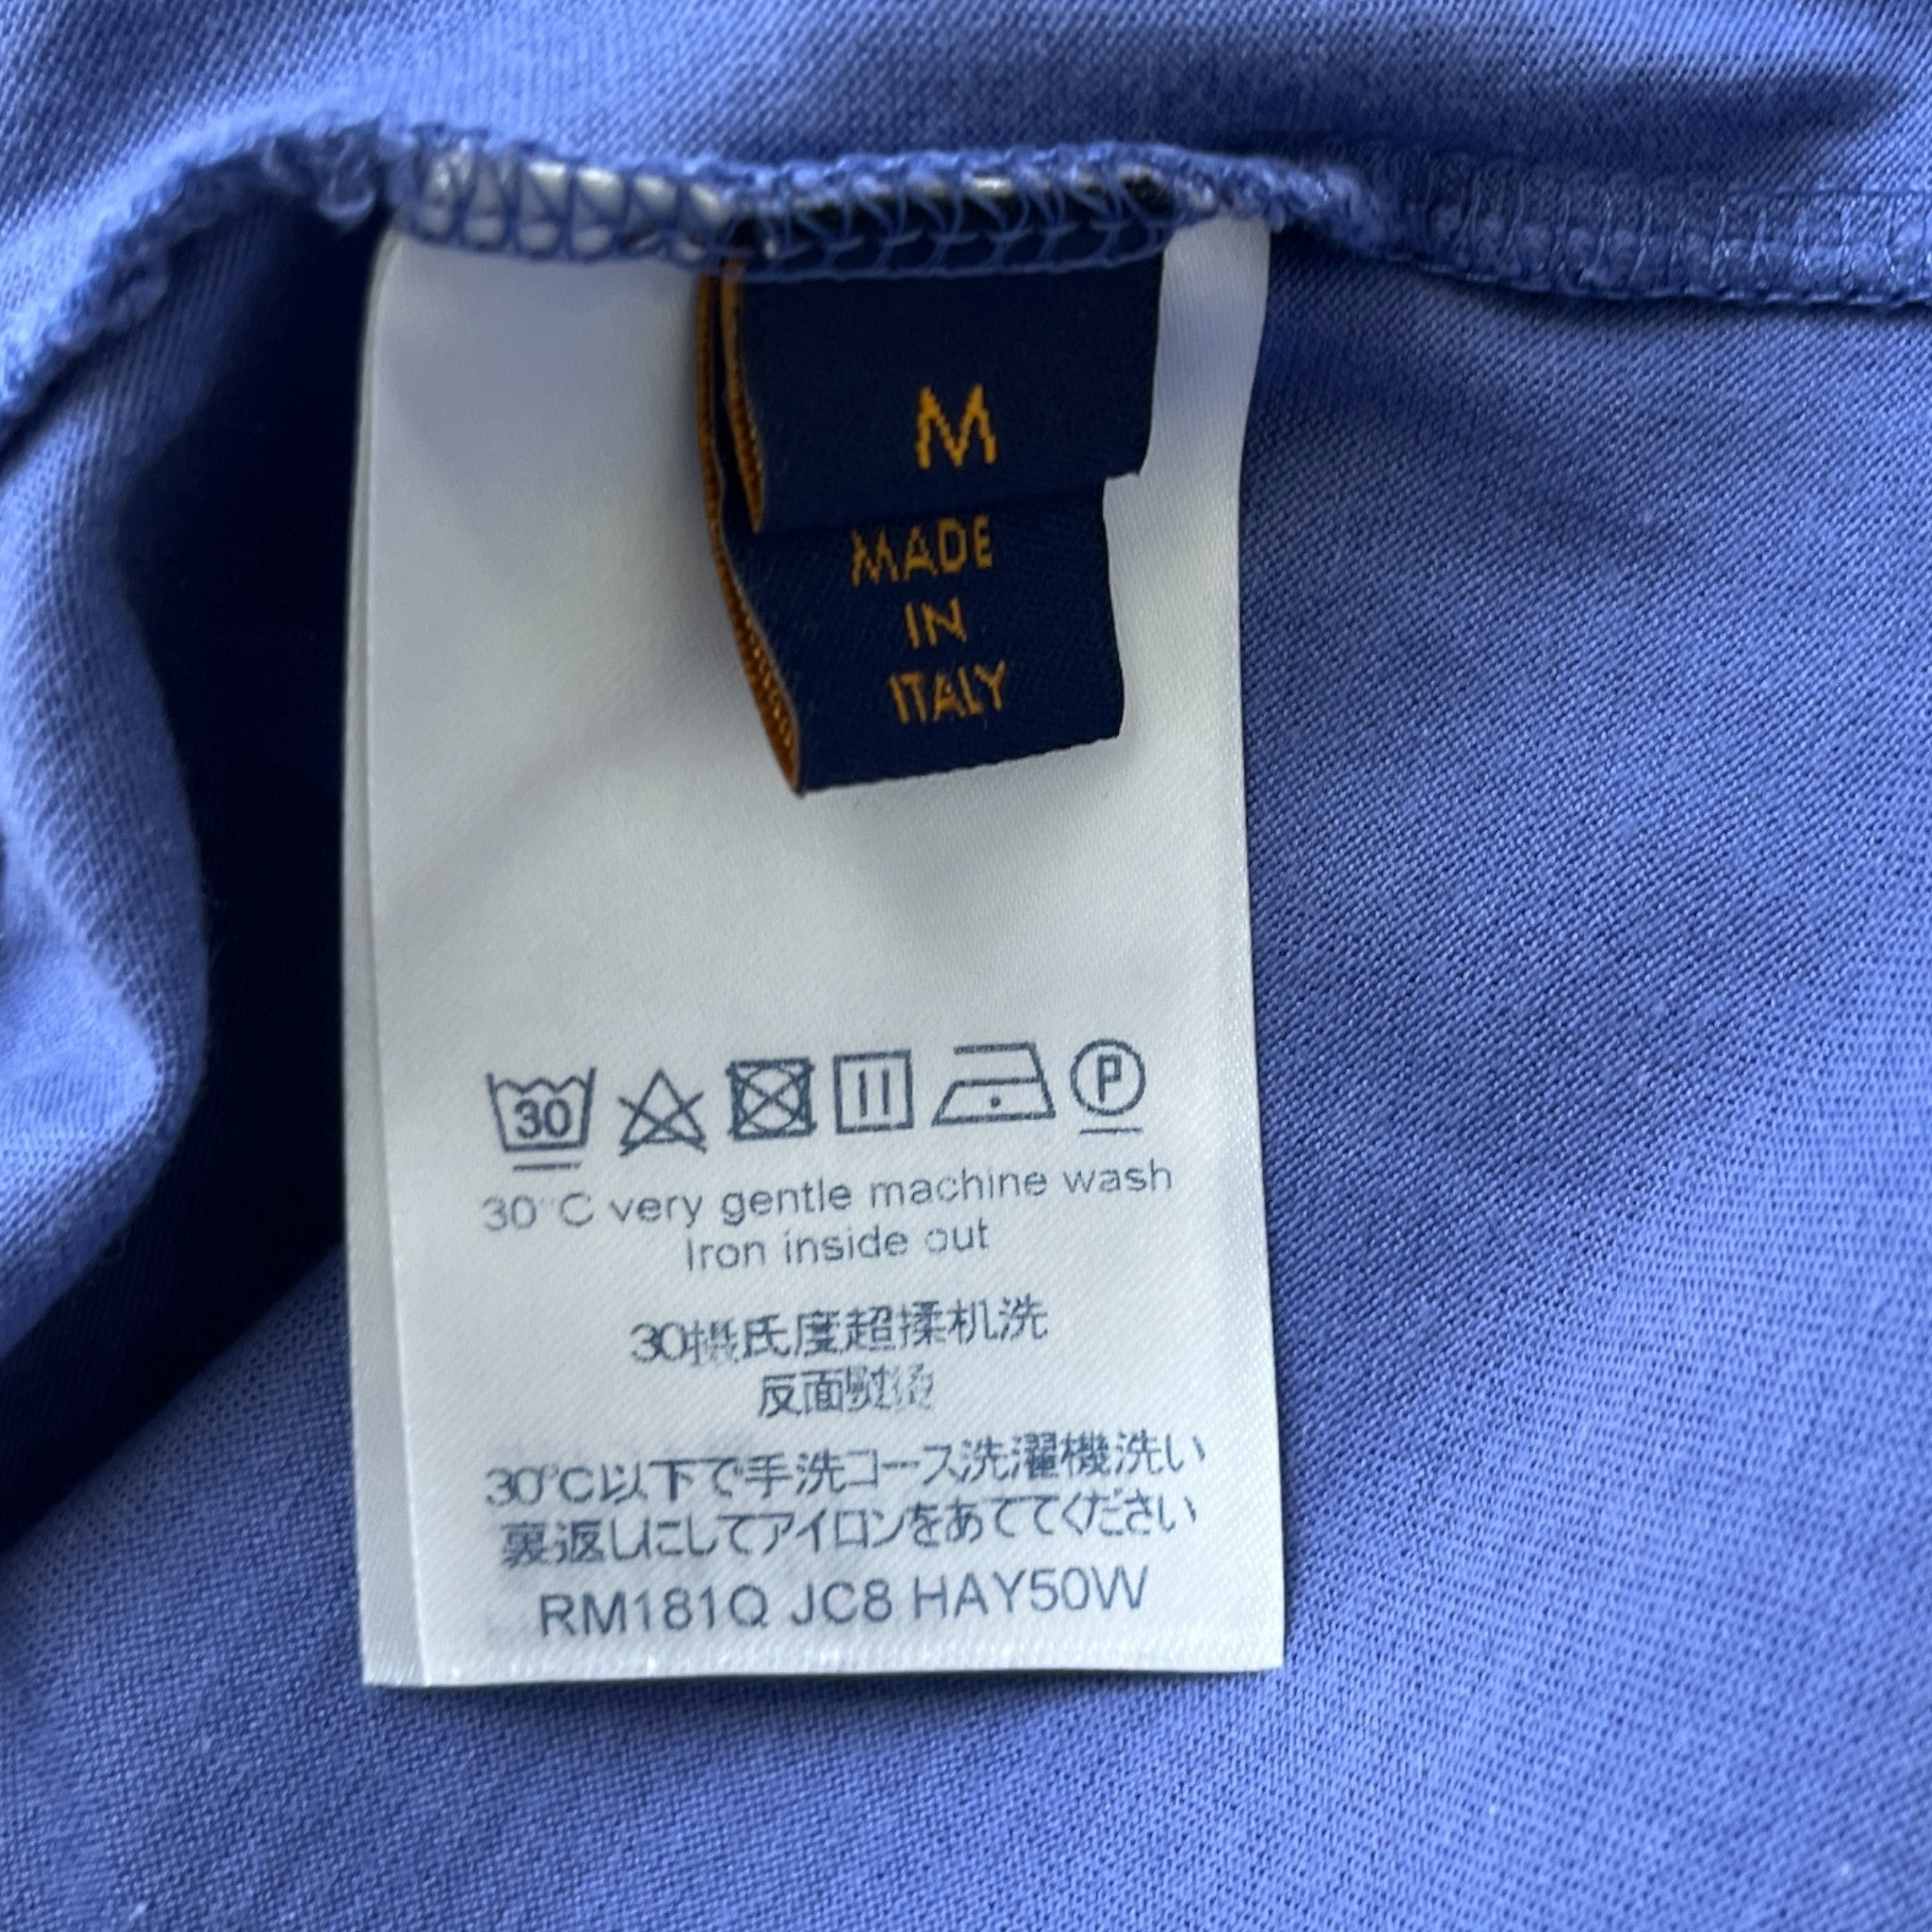 M
MADE
IN
ITALY
30
P
30°C very gentle machine wash
Iron inside out
30摄氏度超揉机洗
反面熨烫
30°C以下で手洗コース洗濯機洗い
裏返しにしてアイロンをあててください
RM181Q JC8 HAY50W